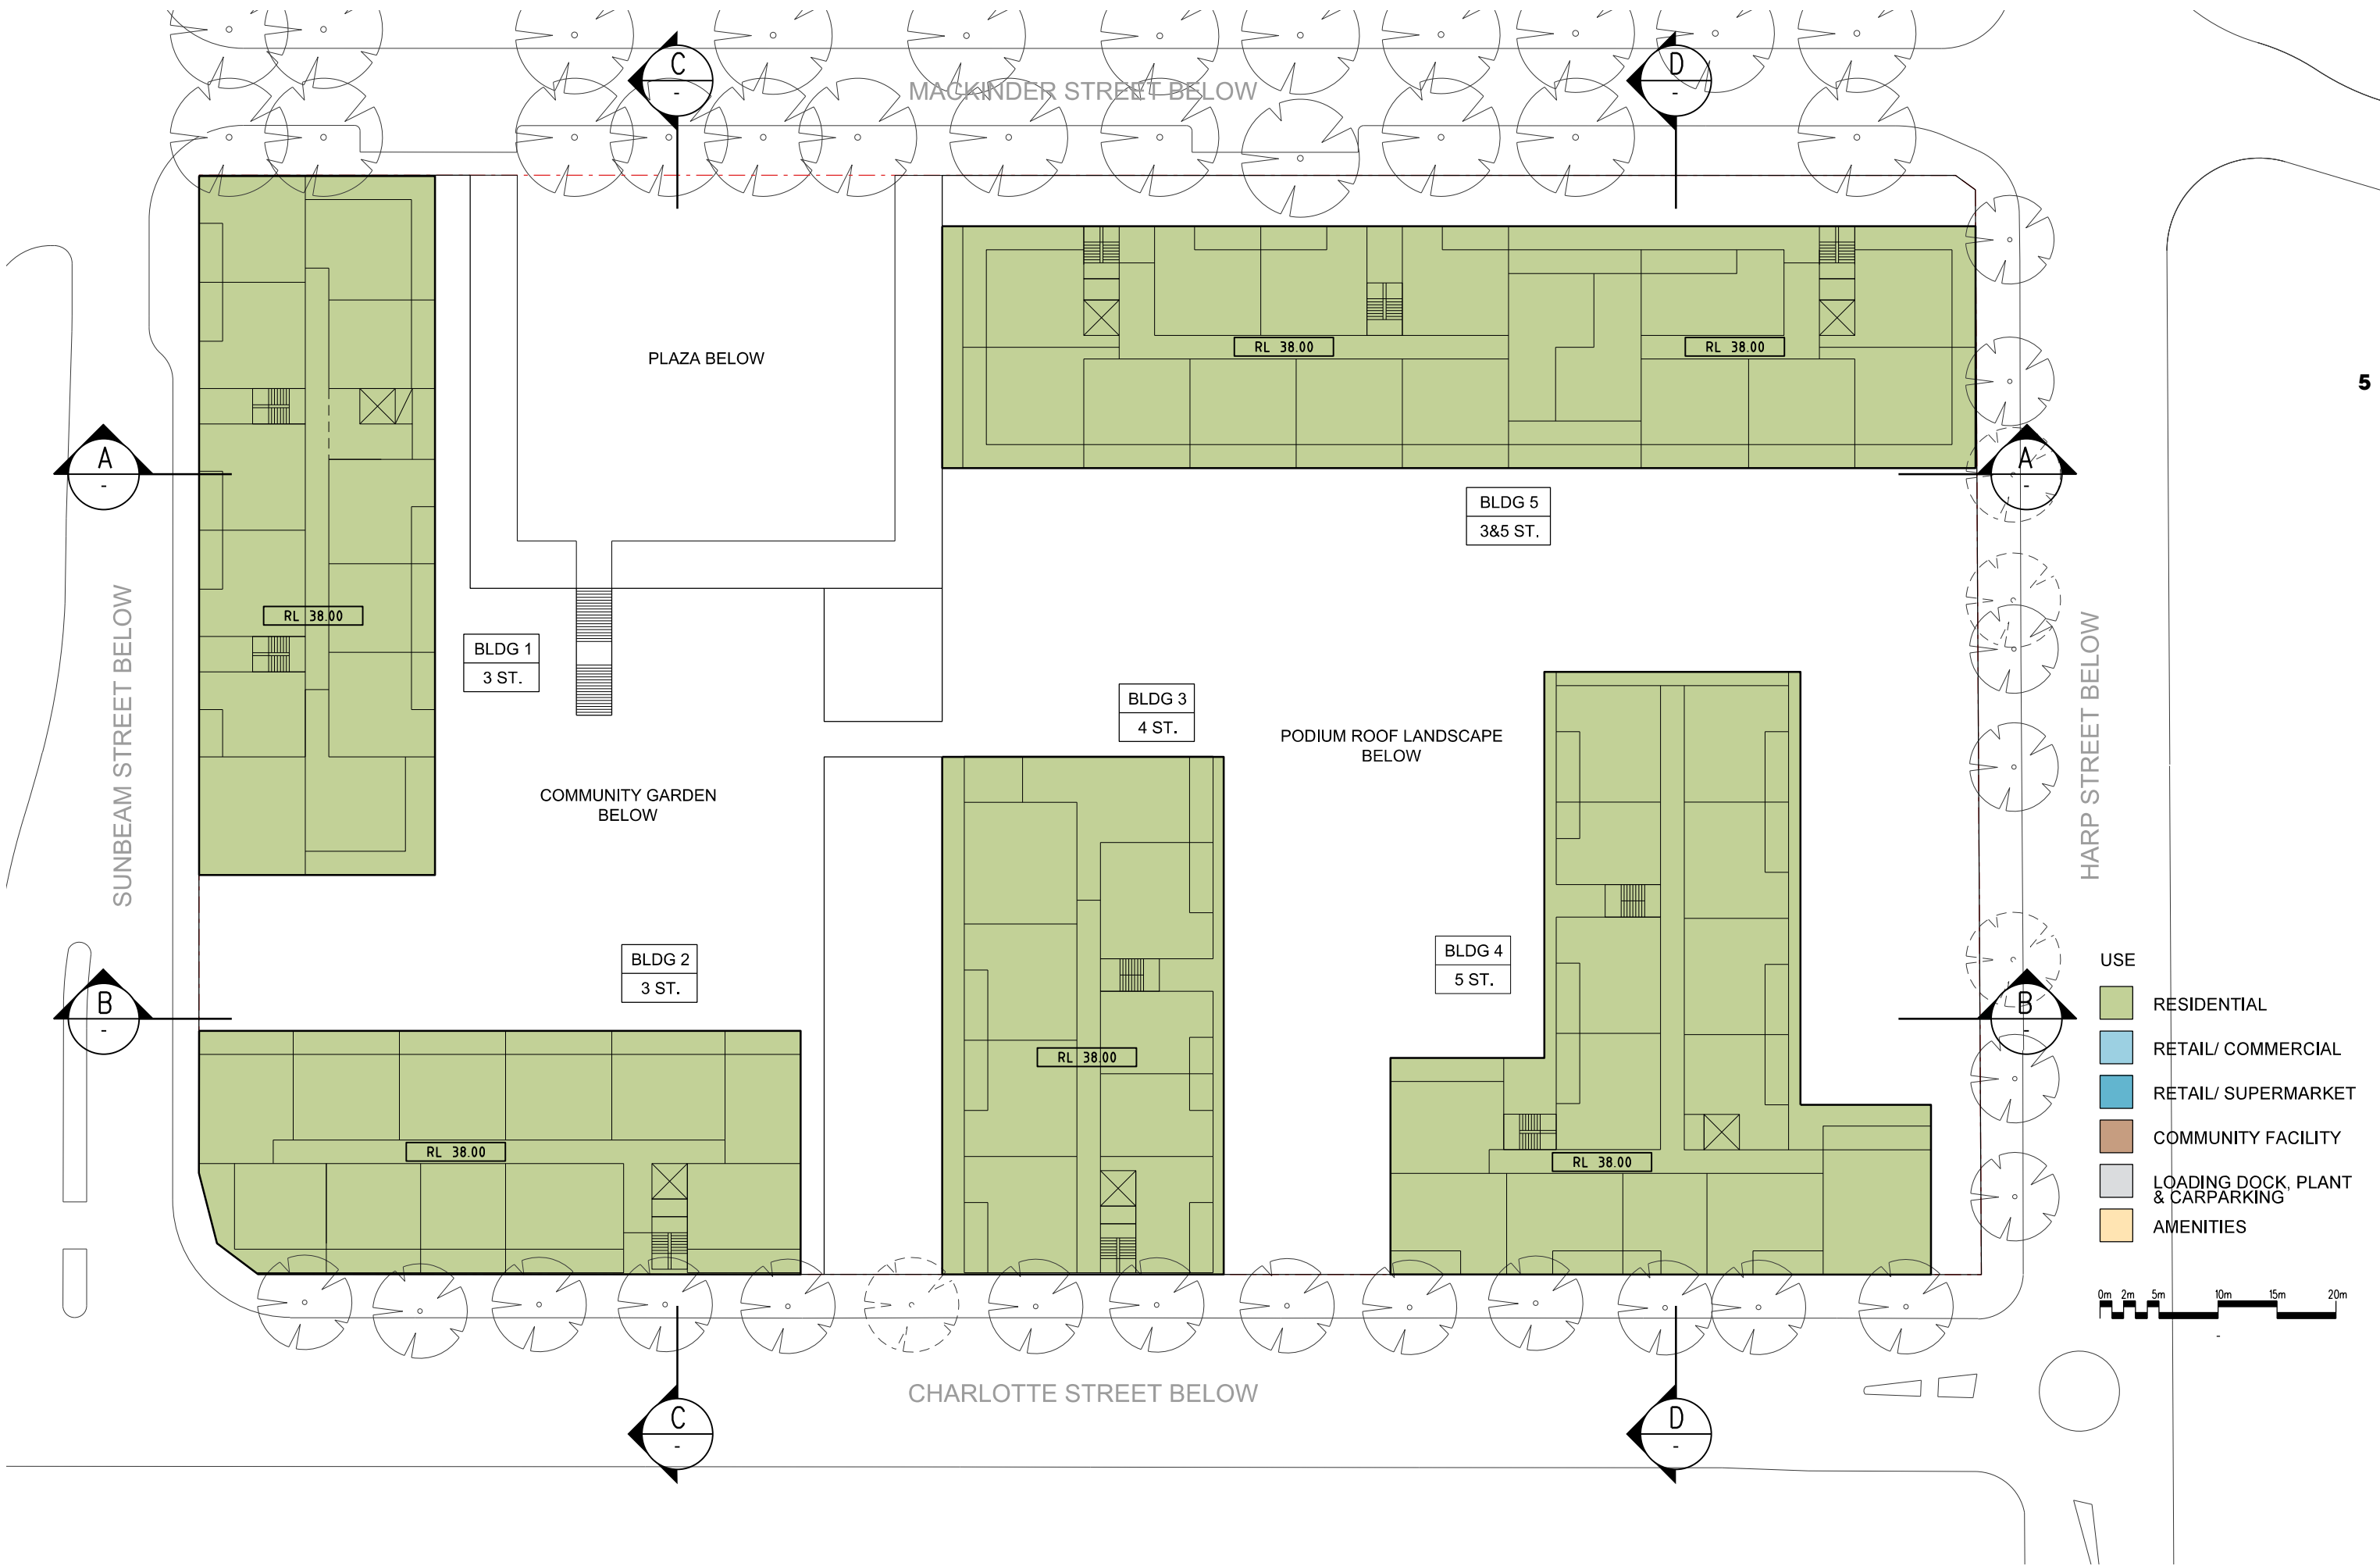 C
-
D
-
MACKINDER STREET BELOW
PLAZA BELOW
RL 38.00
RL 38.00
5
A
-
A
-
BLDG 5
3&5 ST.
SUNBEAM STREET BELOW
RL 38.00
BLDG 1
3 ST.
HARP STREET BELOW
BLDG 3
4 ST.
PODIUM ROOF LANDSCAPE
BELOW
COMMUNITY GARDEN
BELOW
BLDG 2
3 ST.
BLDG 4
5 ST.
B
-
B
-
RL 38.00
RL 38.00
RL 38.00
USE
RESIDENTIAL
RETAIL/ COMMERCIAL
RETAIL/ SUPERMARKET
COMMUNITY FACILITY
LOADING DOCK, PLANT
& CARPARKING
AMENITIES
0m 2m 5m 10m 15m 20m
-
CHARLOTTE STREET BELOW
C
-
D
-